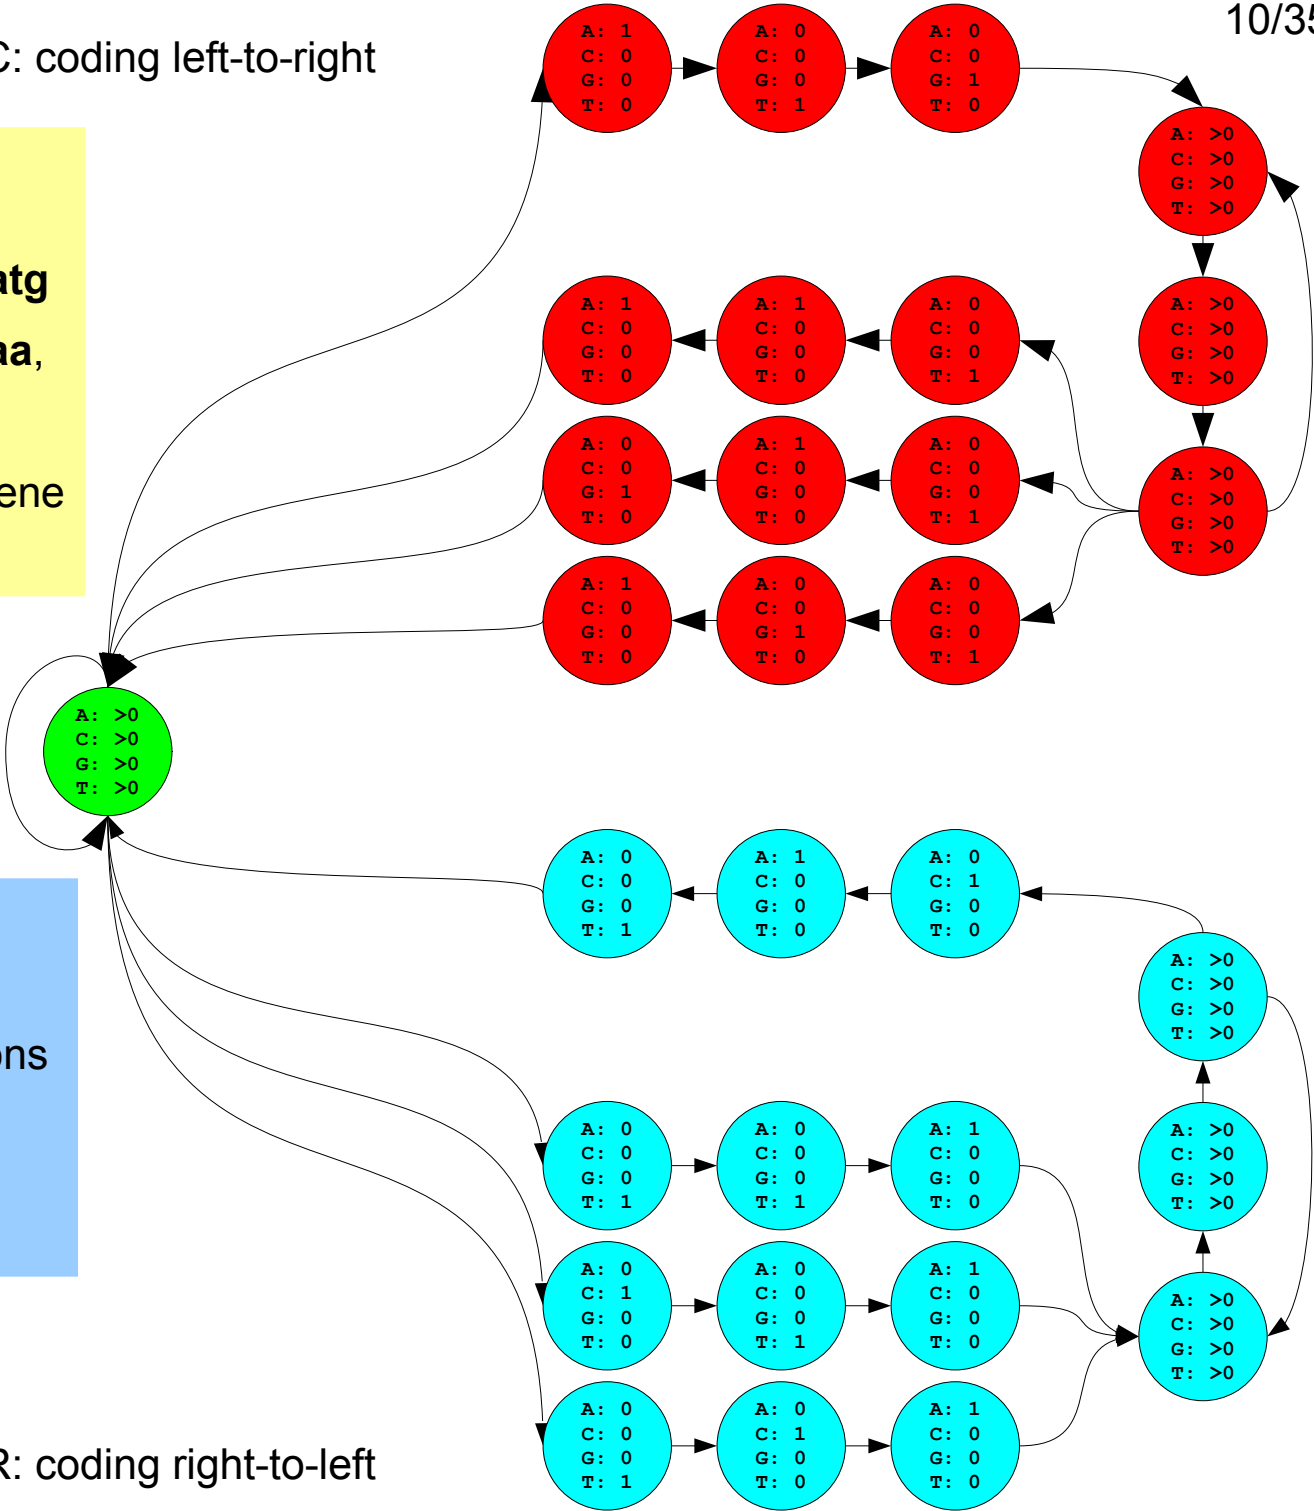 10/35
C: coding left-to-right
A: 1
C: 0
G: 0
T: 0
A: 0
C: 0
G: 0
T: 1
A: 0
C: 0
G: 1
T: 0
A: >0
C: >0
G: >0
T: >0
atg
aa,
ene
A: 1
C: 0
G: 0
T: 0
A: 1
C: 0
G: 0
T: 0
A: 0
C: 0
G: 0
T: 1
A: >0
C: >0
G: >0
T: >0
A: 0
C: 0
G: 1
T: 0
A: 1
C: 0
G: 0
T: 0
A: 0
C: 0
G: 0
T: 1
A: >0
C: >0
G: >0
T: >0
A: 1
C: 0
G: 0
T: 0
A: 0
C: 0
G: 1
T: 0
A: 0
C: 0
G: 0
T: 1
A: >0
C: >0
G: >0
T: >0
A: 0
C: 0
G: 0
T: 1
A: 1
C: 0
G: 0
T: 0
A: 0
C: 1
G: 0
T: 0
A: >0
C: >0
G: >0
T: >0
ons
A: 0
C: 0
G: 0
T: 1
A: 0
C: 0
G: 0
T: 1
A: 1
C: 0
G: 0
T: 0
A: >0
C: >0
G: >0
T: >0
A: 0
C: 1
G: 0
T: 0
A: 0
C: 0
G: 0
T: 1
A: 1
C: 0
G: 0
T: 0
A: >0
C: >0
G: >0
T: >0
A: 0
C: 0
G: 0
T: 1
A: 0
C: 1
G: 0
T: 0
A: 1
C: 0
G: 0
T: 0
R: coding right-to-left